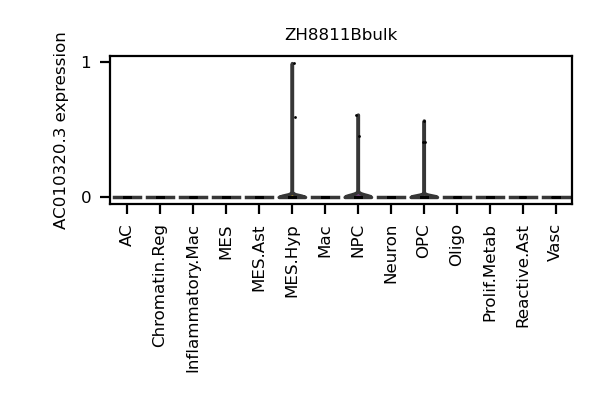 ZH8811Bbulk
AC010320.3 expression
1
0
AC
Chromatin.Reg
Inflammatory.Mac
MES
MES.Ast
MES.Hyp
Mac
NPC
Neuron
OPC
Oligo
Prolif.Metab
Reactive.Ast
Vasc